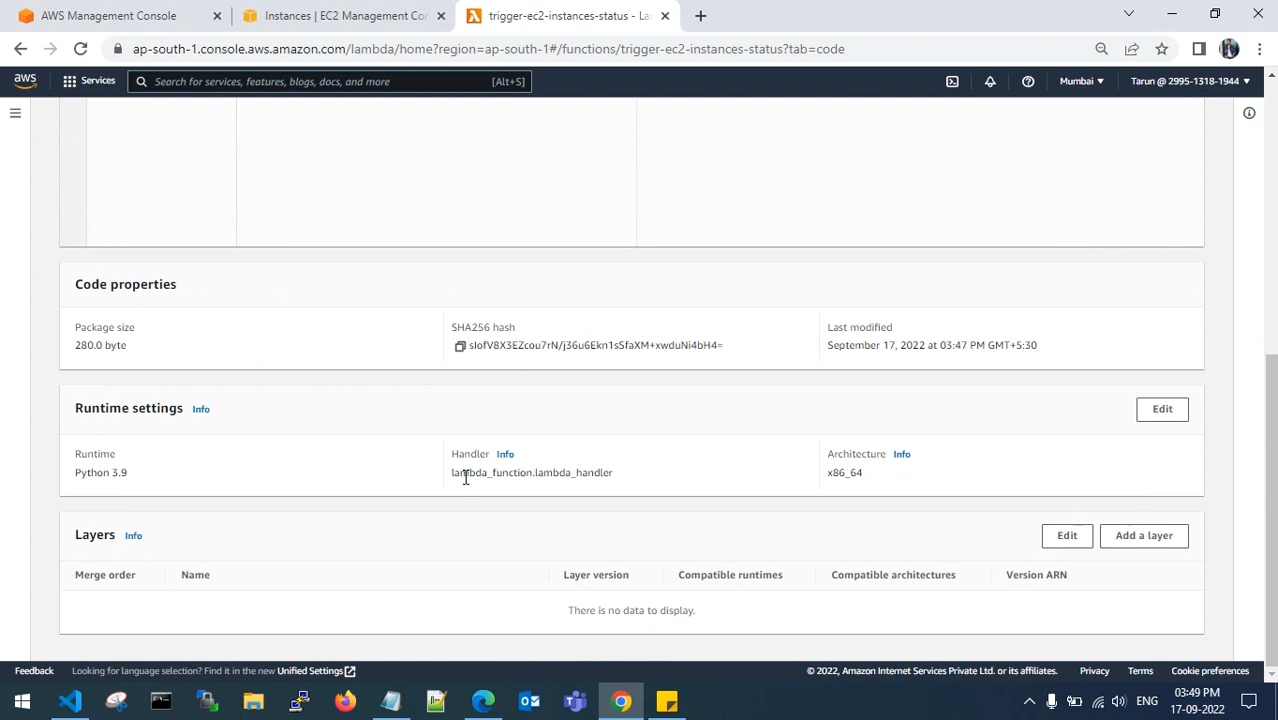 AWS Management Console
Instances | EC2 Management Con
trigger-ec2-instances-status - La
ap-south-1.console.aws.amazon.com/lambda/home?region=ap-south-1#/functions/trigger-ec2-instances-status?tab=code
aws Services Search for services, features, blogs, docs, and more [Alt+S] Mumbai Tarun @ 2995-1318-1944
Code properties
Package size SHA256 hash Last modified
280.0 byte sIofV8X3EZcou7rN/j36u6Ekn1sSfaXM+xwduNi4bH4= September 17, 2022 at 03:47 PM GMT+5:30
Runtime settings Info Edit
Runtime Handler Info Architecture Info
Python 3.9 lambda_function.lambda_handler x86_64
Layers Info Edit Add a layer
Merge order Name Layer version Compatible runtimes Compatible architectures Version ARN
There is no data to display.
Feedback Looking for language selection? Find it in the new Unified Settings © 2022, Amazon Internet Services Private Ltd. or its affiliates. Privacy Terms Cookie preferences
ENG 03:49 PM
17-09-2022